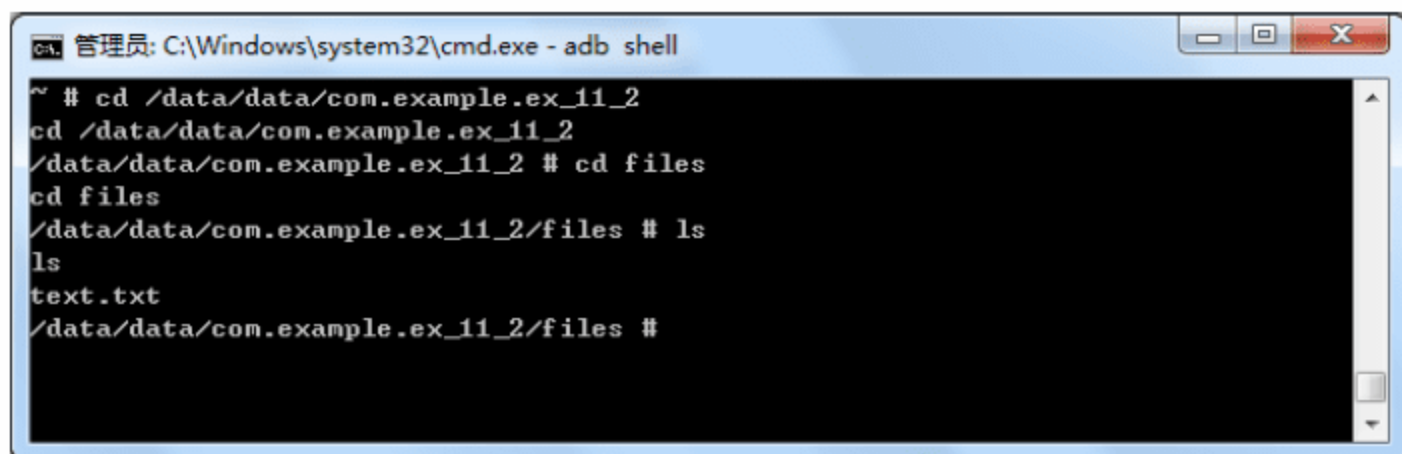 管理员: C:\Windows\system32\cmd.exe - adb  shell
~ # cd /data/data/com.example.ex_11_2
cd /data/data/com.example.ex_11_2
/data/data/com.example.ex_11_2 # cd files
cd files
/data/data/com.example.ex_11_2/files # ls
ls
text.txt
/data/data/com.example.ex_11_2/files #